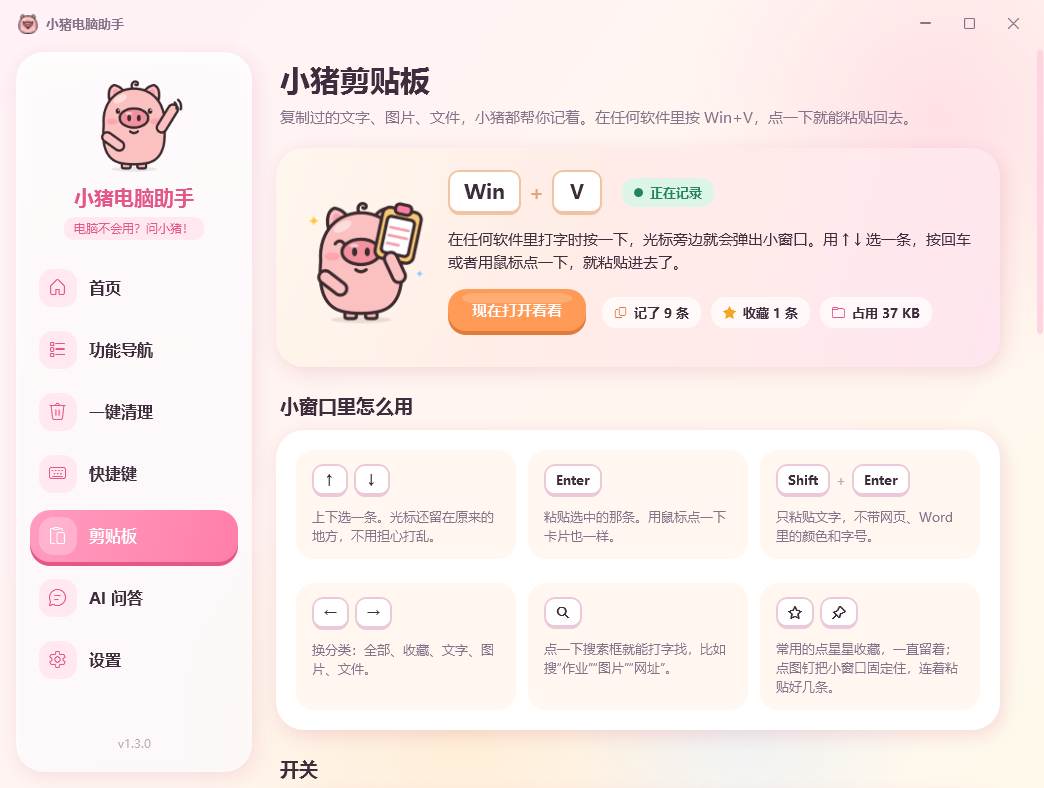 小猪电脑助手
小猪电脑助手
电脑不会用？问小猪！
首页
功能导航
一键清理
快捷键
剪贴板
AI 问答
设置
v1.3.0
小猪剪贴板
复制过的文字、图片、文件，小猪都帮你记着。在任何软件里按 Win+V，点一下就能粘贴回去。
Win + V 正在记录
在任何软件里打字时按一下，光标旁边就会弹出小窗口。用↑↓选一条，按回车
或者用鼠标点一下，就粘贴进去了。
现在打开看看 记了 9 条 收藏 1 条 占用 37 KB
小窗口里怎么用
↑ ↓
上下选一条。光标还留在原来的
地方，不用担心打乱。
Enter
粘贴选中的那条。用鼠标点一下
卡片也一样。
Shift + Enter
只粘贴文字，不带网页、Word
里的颜色和字号。
← →
换分类：全部、收藏、文字、图
片、文件。
点一下搜索框就能打字找，比如
搜“作业”“图片”“网址”。
常用的点星星收藏，一直留着；
点图钉把小窗口固定住，连着粘
贴好几条。
开关